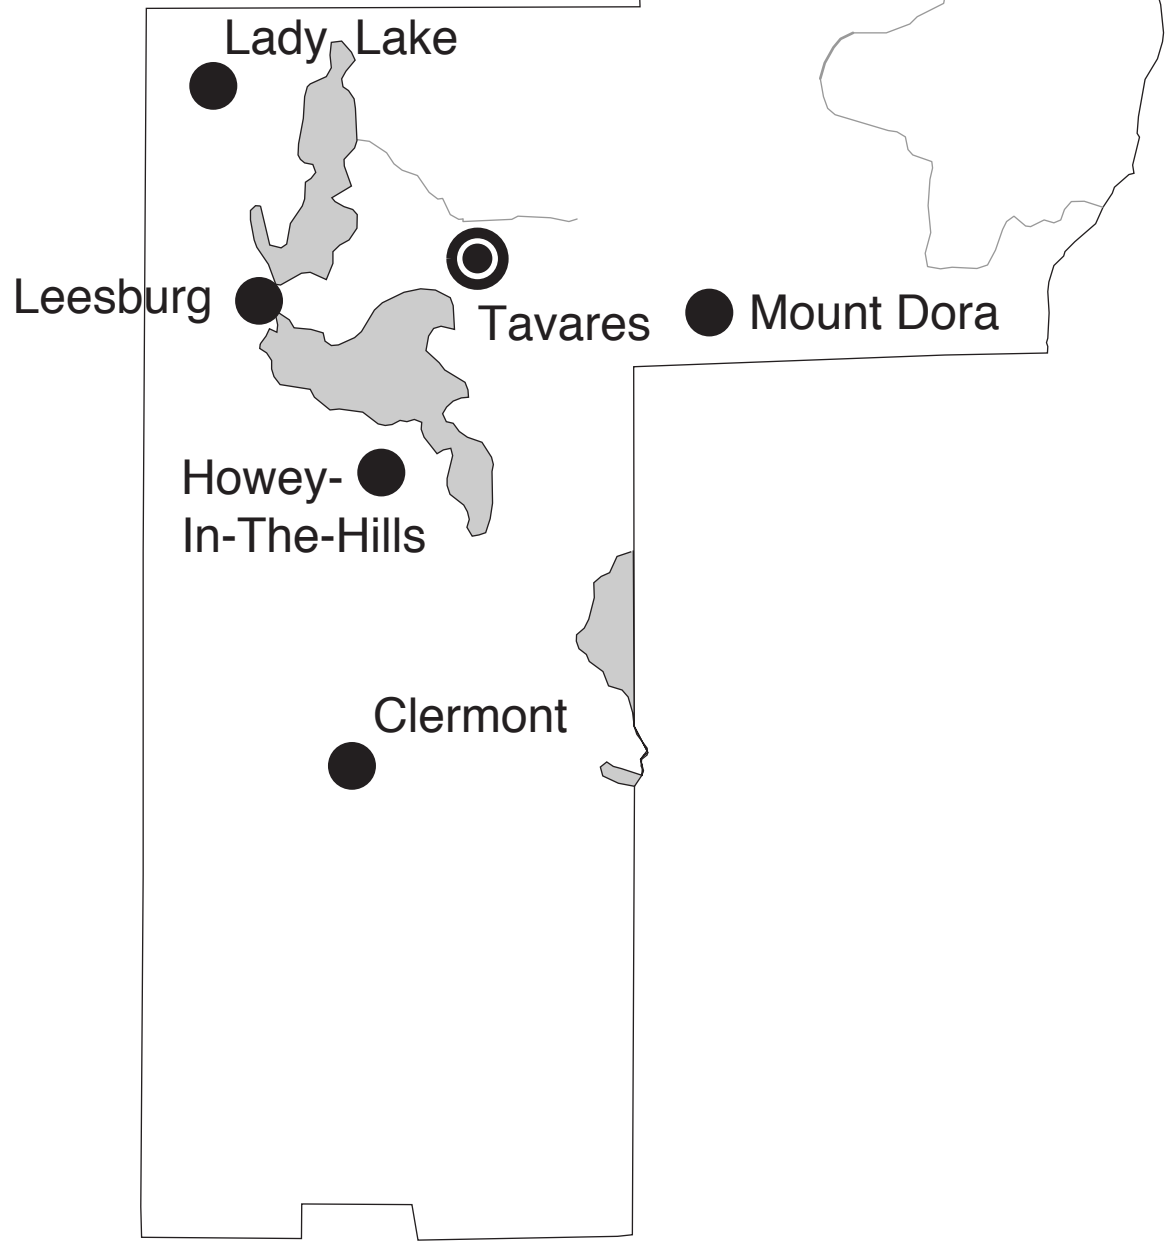 Lady Lake
Leesburg
Tavares
Mount Dora
Howey-
In-The-Hills
Clermont